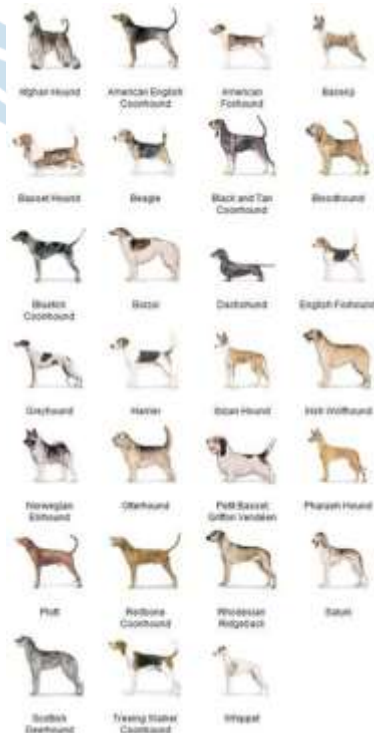 Afghan Hound
American English
Coonhound
American
Foxhound
Basenji
Basset Hound
Beagle
Black and Tan
Coonhound
Bloodhound
Bluetick
Coonhound
Borzoi
Dachshund
English Foxhound
Greyhound
Harrier
Ibizan Hound
Irish Wolfhound
Norwegian
Elkhound
Otterhound
Petit Basset
Griffon Vendéen
Pharaoh Hound
Plott
Redbone
Coonhound
Rhodesian
Ridgeback
Saluki
Scottish
Deerhound
Treeing Walker
Coonhound
Whippet